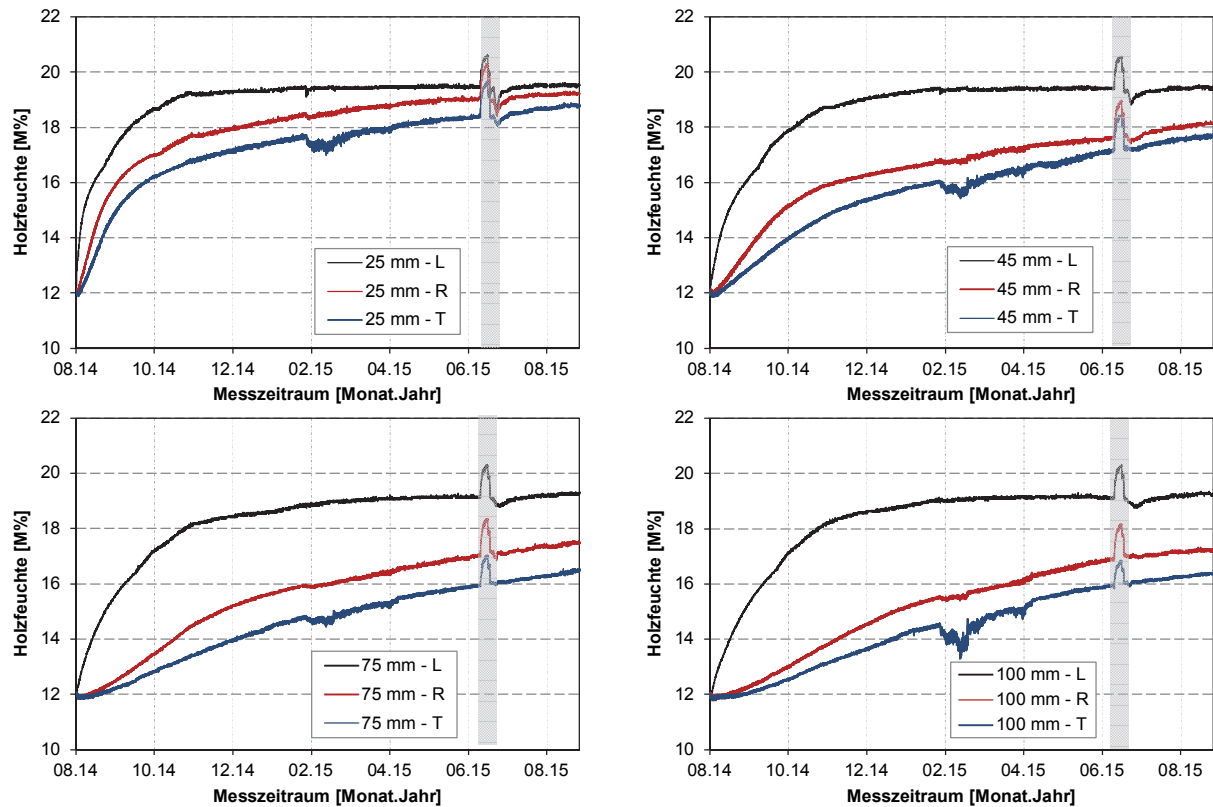 22
20
18
16
14
12
10
Holzfeuchte [M%]
25 mm - L
25 mm - R
25 mm - T
08.14 10.14 12.14 02.15 04.15 06.15 08.15
Messzeitraum [Monat.Jahr]
22
20
18
16
14
12
10
Holzfeuchte [M%]
45 mm - L
45 mm - R
45 mm - T
08.14 10.14 12.14 02.15 04.15 06.15 08.15
Messzeitraum [Monat.Jahr]
22
20
18
16
14
12
10
Holzfeuchte [M%]
75 mm - L
75 mm - R
75 mm - T
08.14 10.14 12.14 02.15 04.15 06.15 08.15
Messzeitraum [Monat.Jahr]
22
20
18
16
14
12
10
Holzfeuchte [M%]
100 mm - L
100 mm - R
100 mm - T
08.14 10.14 12.14 02.15 04.15 06.15 08.15
Messzeitraum [Monat.Jahr]